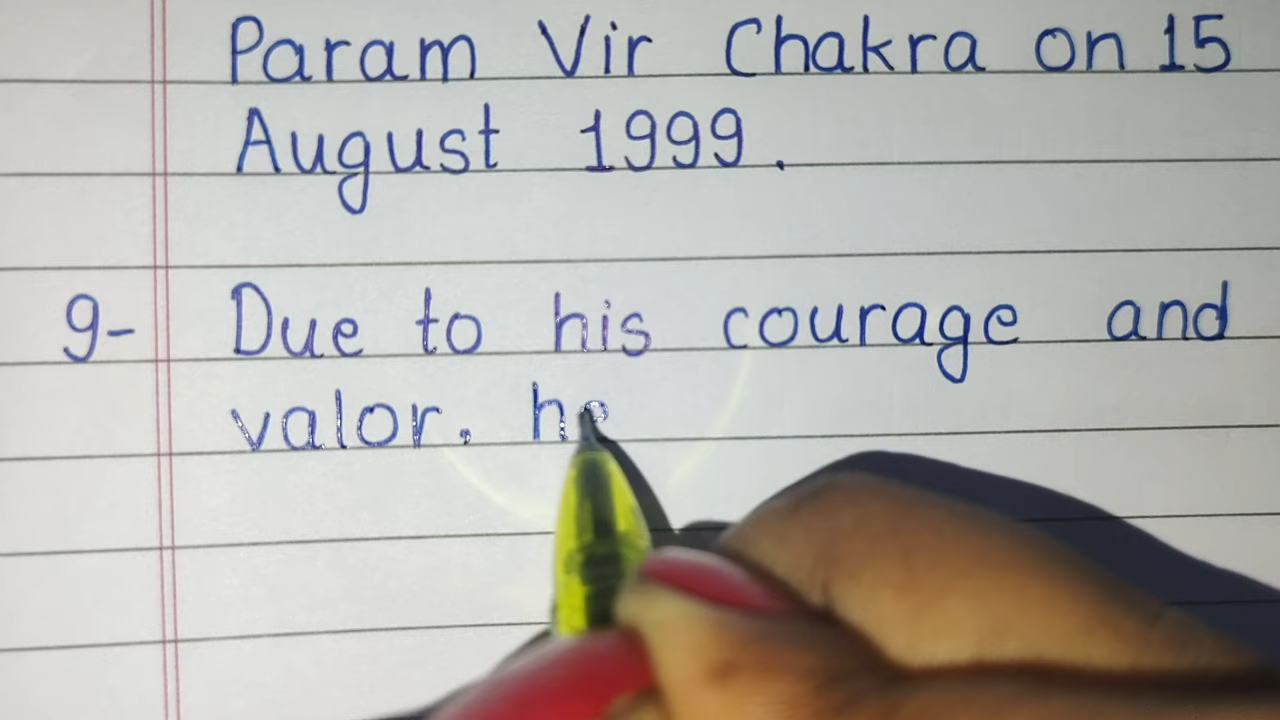 Param Vir Chakra on 15
August 1999.
9- Due to his courage and
valor, he